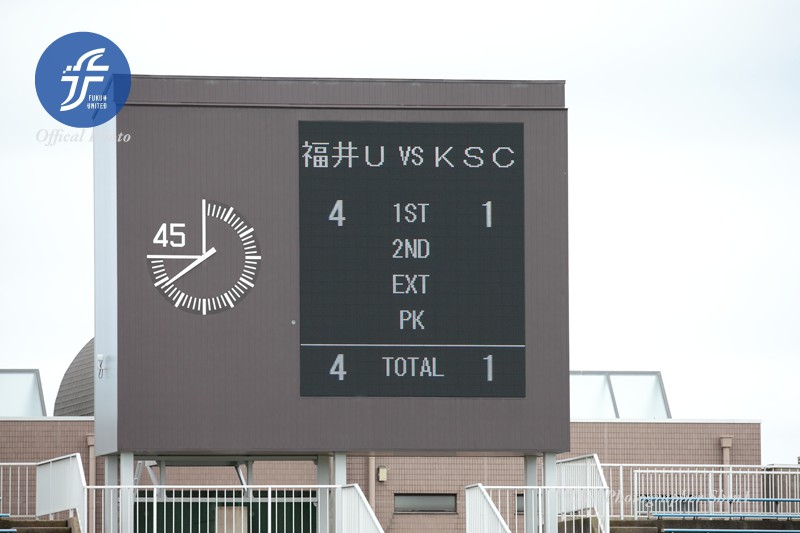 FUKUI
UNITED
Offical Photo
福井U VS KSC
45
4 1ST 1
2ND
EXT
PK
4 TOTAL 1